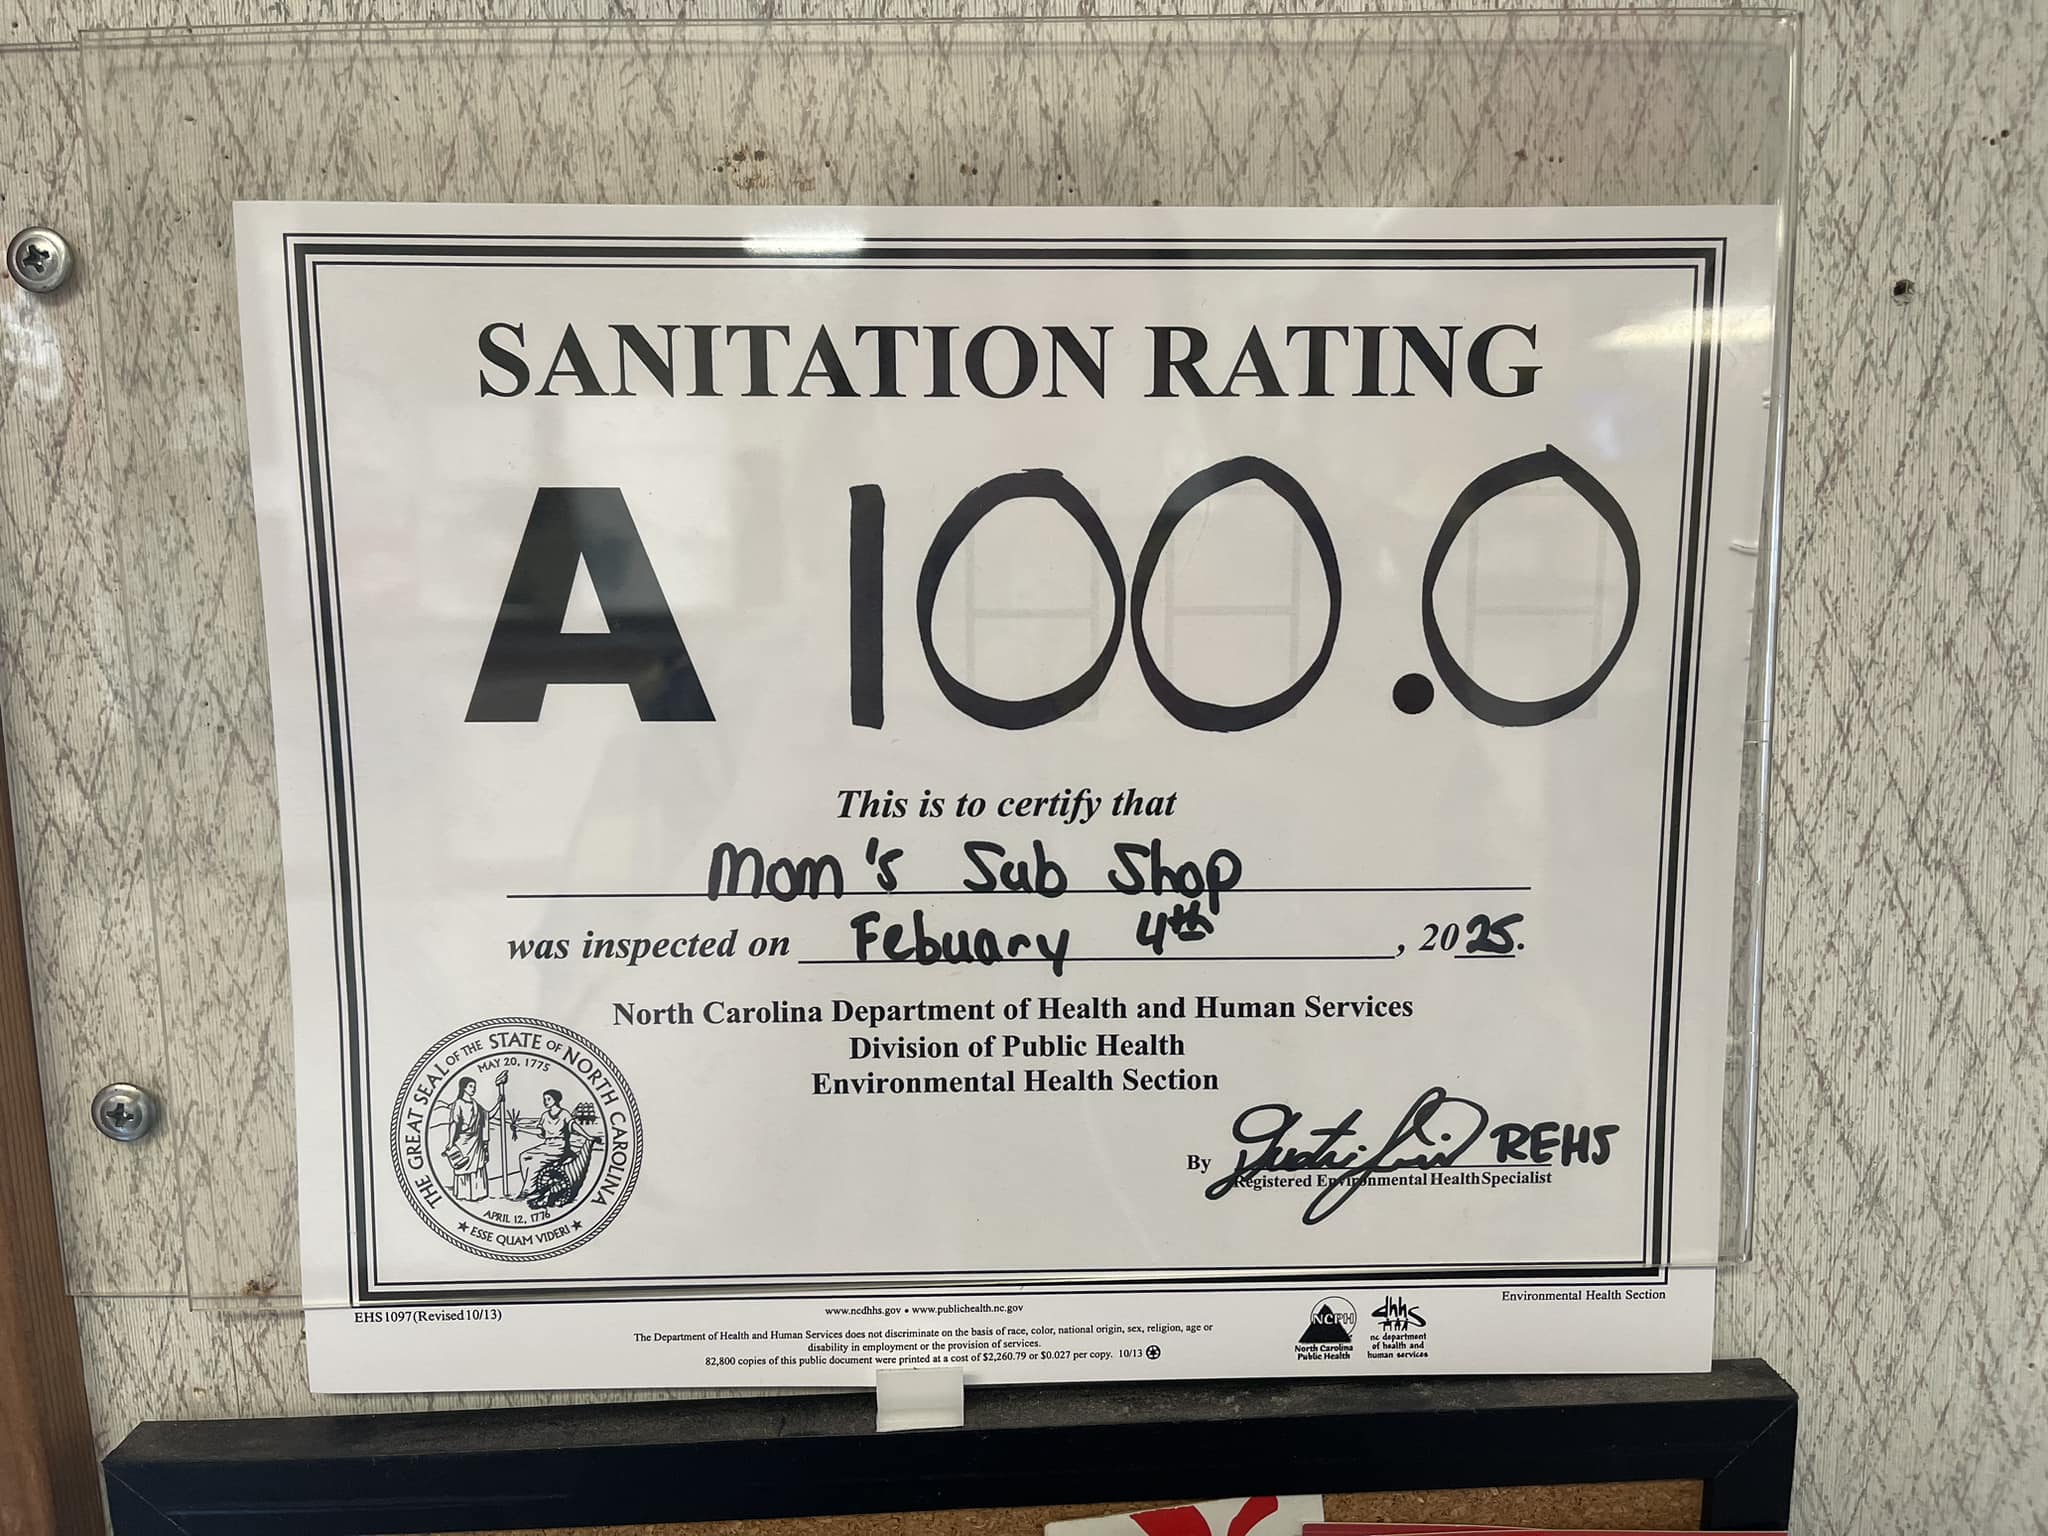 SANITATION RATING
A 100.0
This is to certify that
Mom's Sub Shop
was inspected on Febuary 4th, 2025.
North Carolina Department of Health and Human Services
Division of Public Health
Environmental Health Section
THE GREAT SEAL OF THE STATE OF NORTH CAROLINA
MAY 20, 1775
APRIL 12, 1776
★ ESSE QUAM VIDERI ★
By REHS
Registered Environmental Health Specialist
EHS 1097 (Revised 10/13)
www.ncdhhs.gov • www.publichealth.nc.gov
Environmental Health Section
The Department of Health and Human Services does not discriminate on the basis of race, color, national origin, sex, religion, age or
disability in employment or the provision of services.
82,800 copies of this public document were printed at a cost of $2,260.79 or $0.027 per copy. 10/13
NCPH
North Carolina
Public Health
dhhs
nc department
of health and
human services